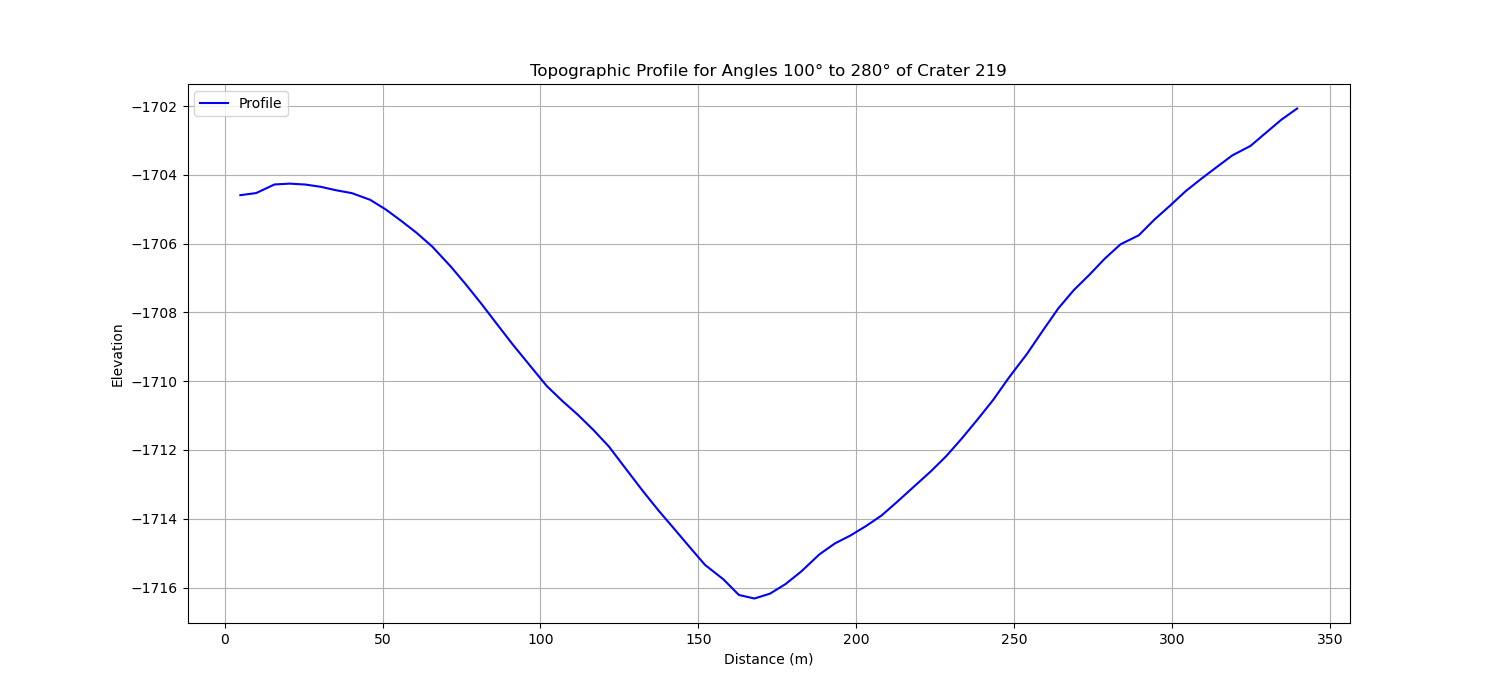 Topographic Profile for Angles 100° to 280° of Crater 219
Profile
−1702
−1704
−1706
−1708
−1710
−1712
−1714
−1716
Elevation
0 50 100 150 200 250 300 350
Distance (m)